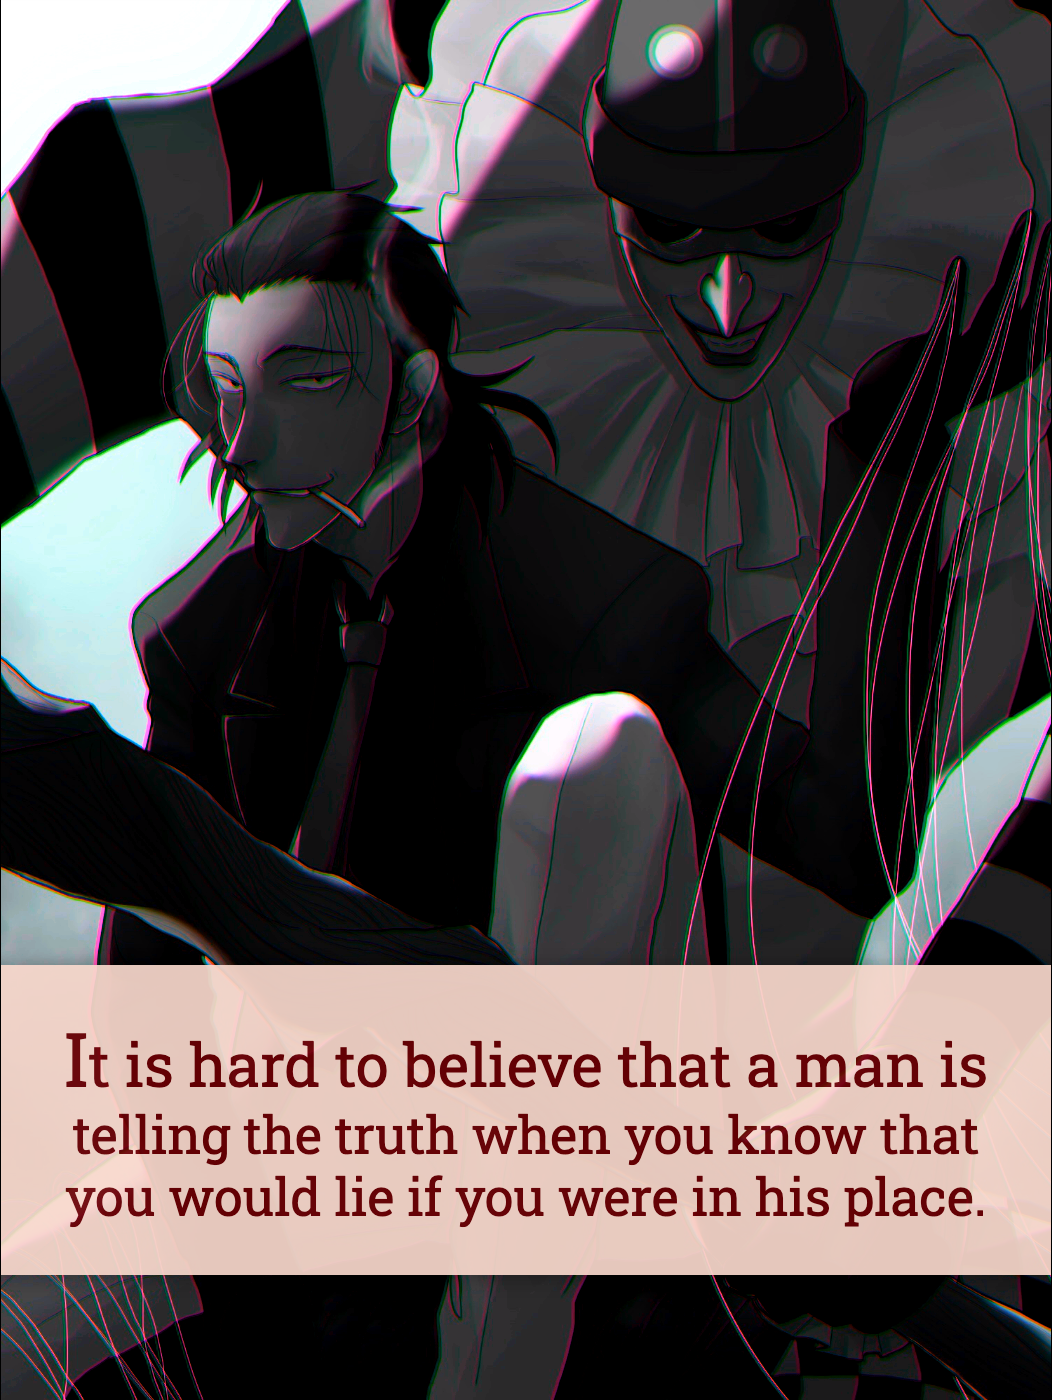 It is hard to believe that a man is
telling the truth when you know that
you would lie if you were in his place.